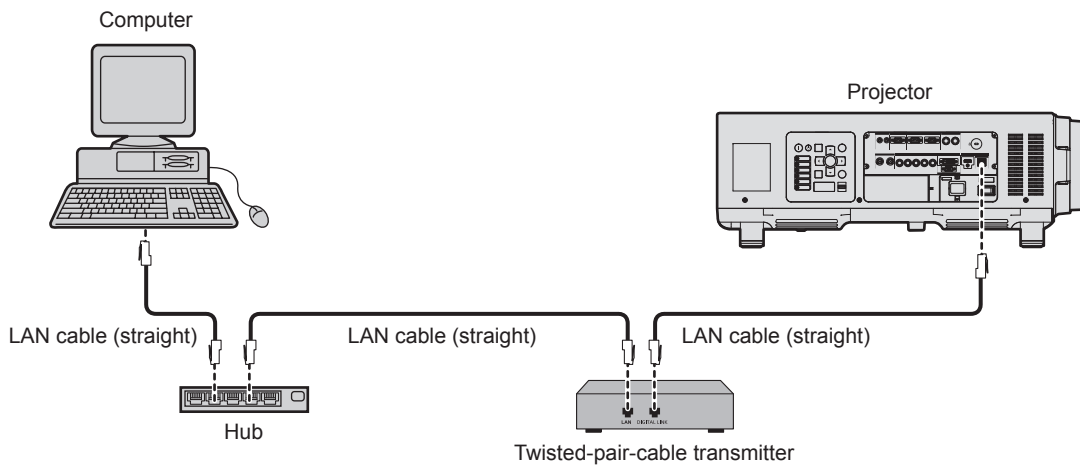 Computer
Projector
LAN cable (straight)
LAN cable (straight)
LAN cable (straight)
Hub
LAN
DIGITAL LINK
Twisted-pair-cable transmitter